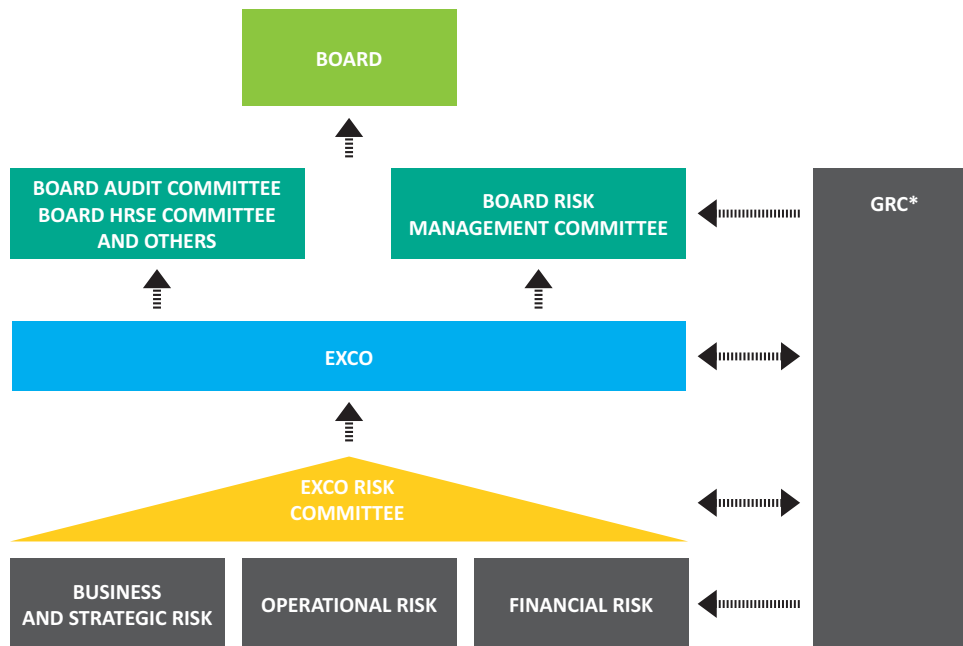 BOARD
BOARD AUDIT COMMITTEE
BOARD HRSE COMMITTEE
AND OTHERS
BOARD RISK
MANAGEMENT COMMITTEE
GRC*
EXCO
EXCO RISK
COMMITTEE
BUSINESS
AND STRATEGIC RISK
OPERATIONAL RISK
FINANCIAL RISK